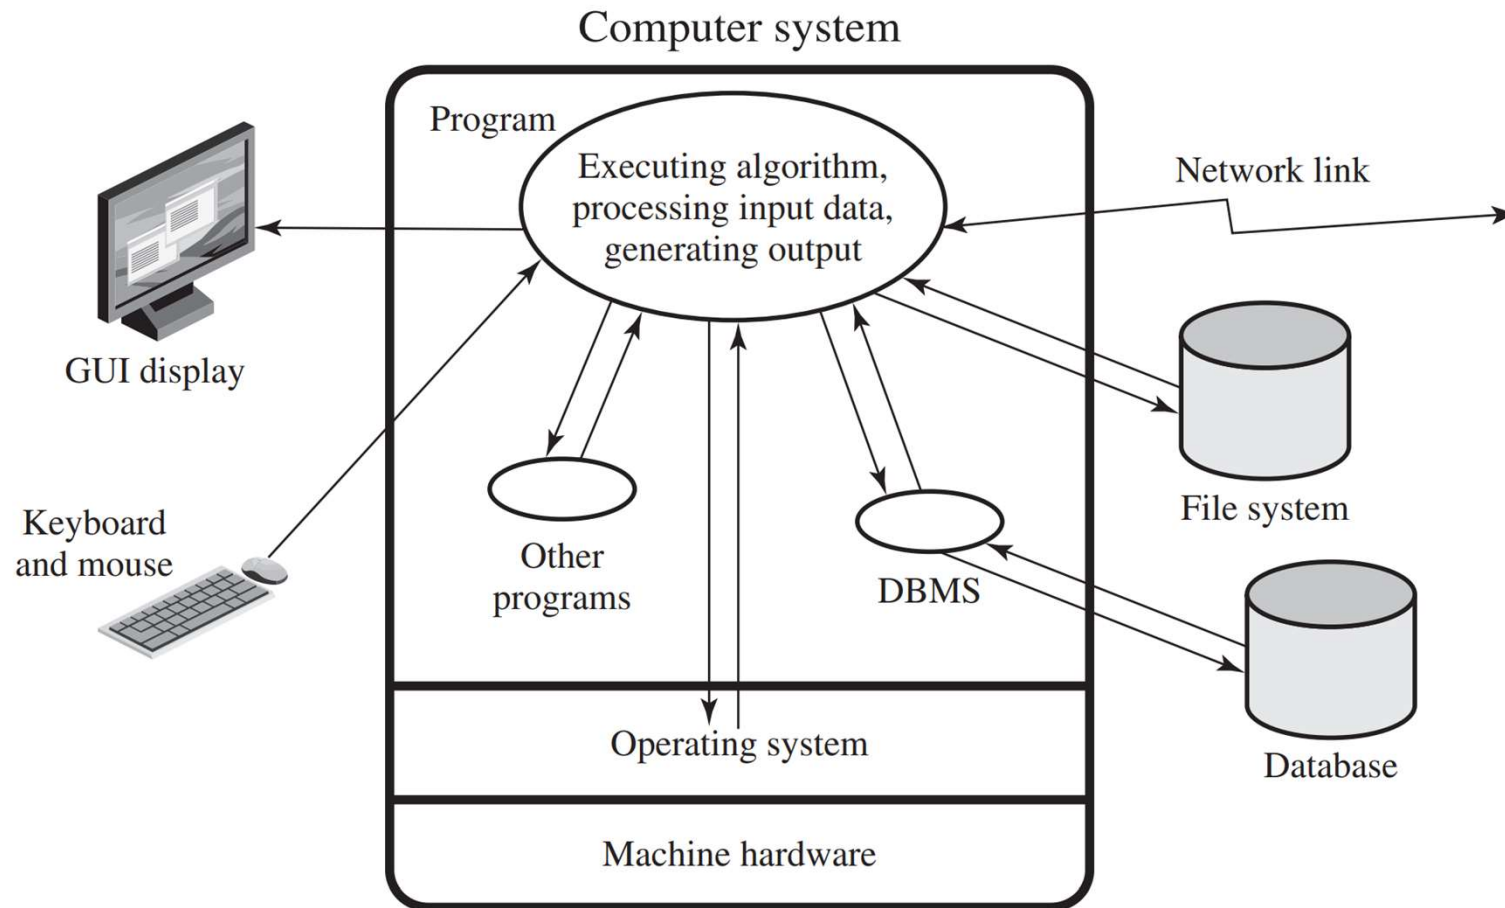 Computer system
Program
Executing algorithm,
processing input data,
generating output
Network link
GUI display
File system
Keyboard
and mouse
Other
programs
DBMS
Operating system
Database
Machine hardware